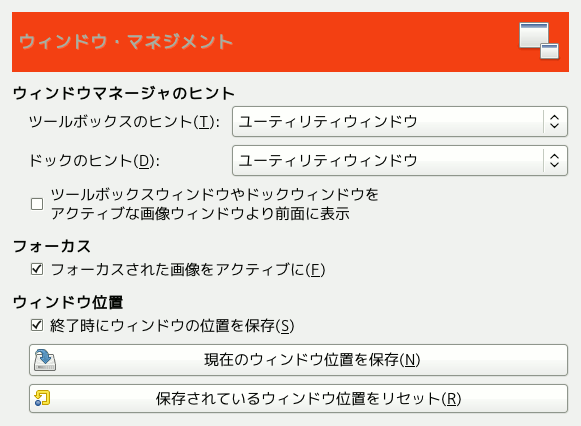 ウィンドウ・マネジメント
ウィンドウマネージャのヒント
ツールボックスのヒント(T): ユーティリティウィンドウ
ドックのヒント(D): ユーティリティウィンドウ
ツールボックスウィンドウやドックウィンドウを
アクティブな画像ウィンドウより前面に表示
フォーカス
フォーカスされた画像をアクティブに(F)
ウィンドウ位置
終了時にウィンドウの位置を保存(S)
現在のウィンドウ位置を保存(N)
保存されているウィンドウ位置をリセット(R)